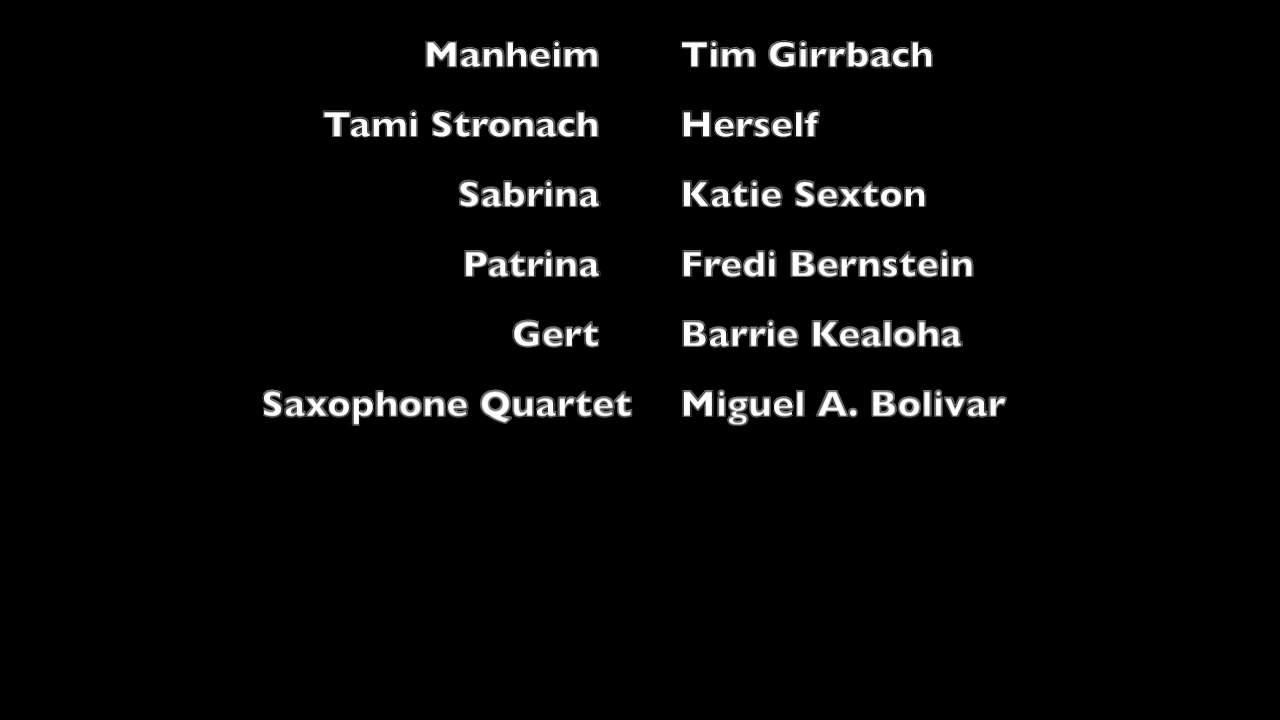 Manheim Tim Girrbach
Tami Stronach Herself
Sabrina Katie Sexton
Patrina Fredi Bernstein
Gert Barrie Kealoha
Saxophone Quartet Miguel A. Bolivar